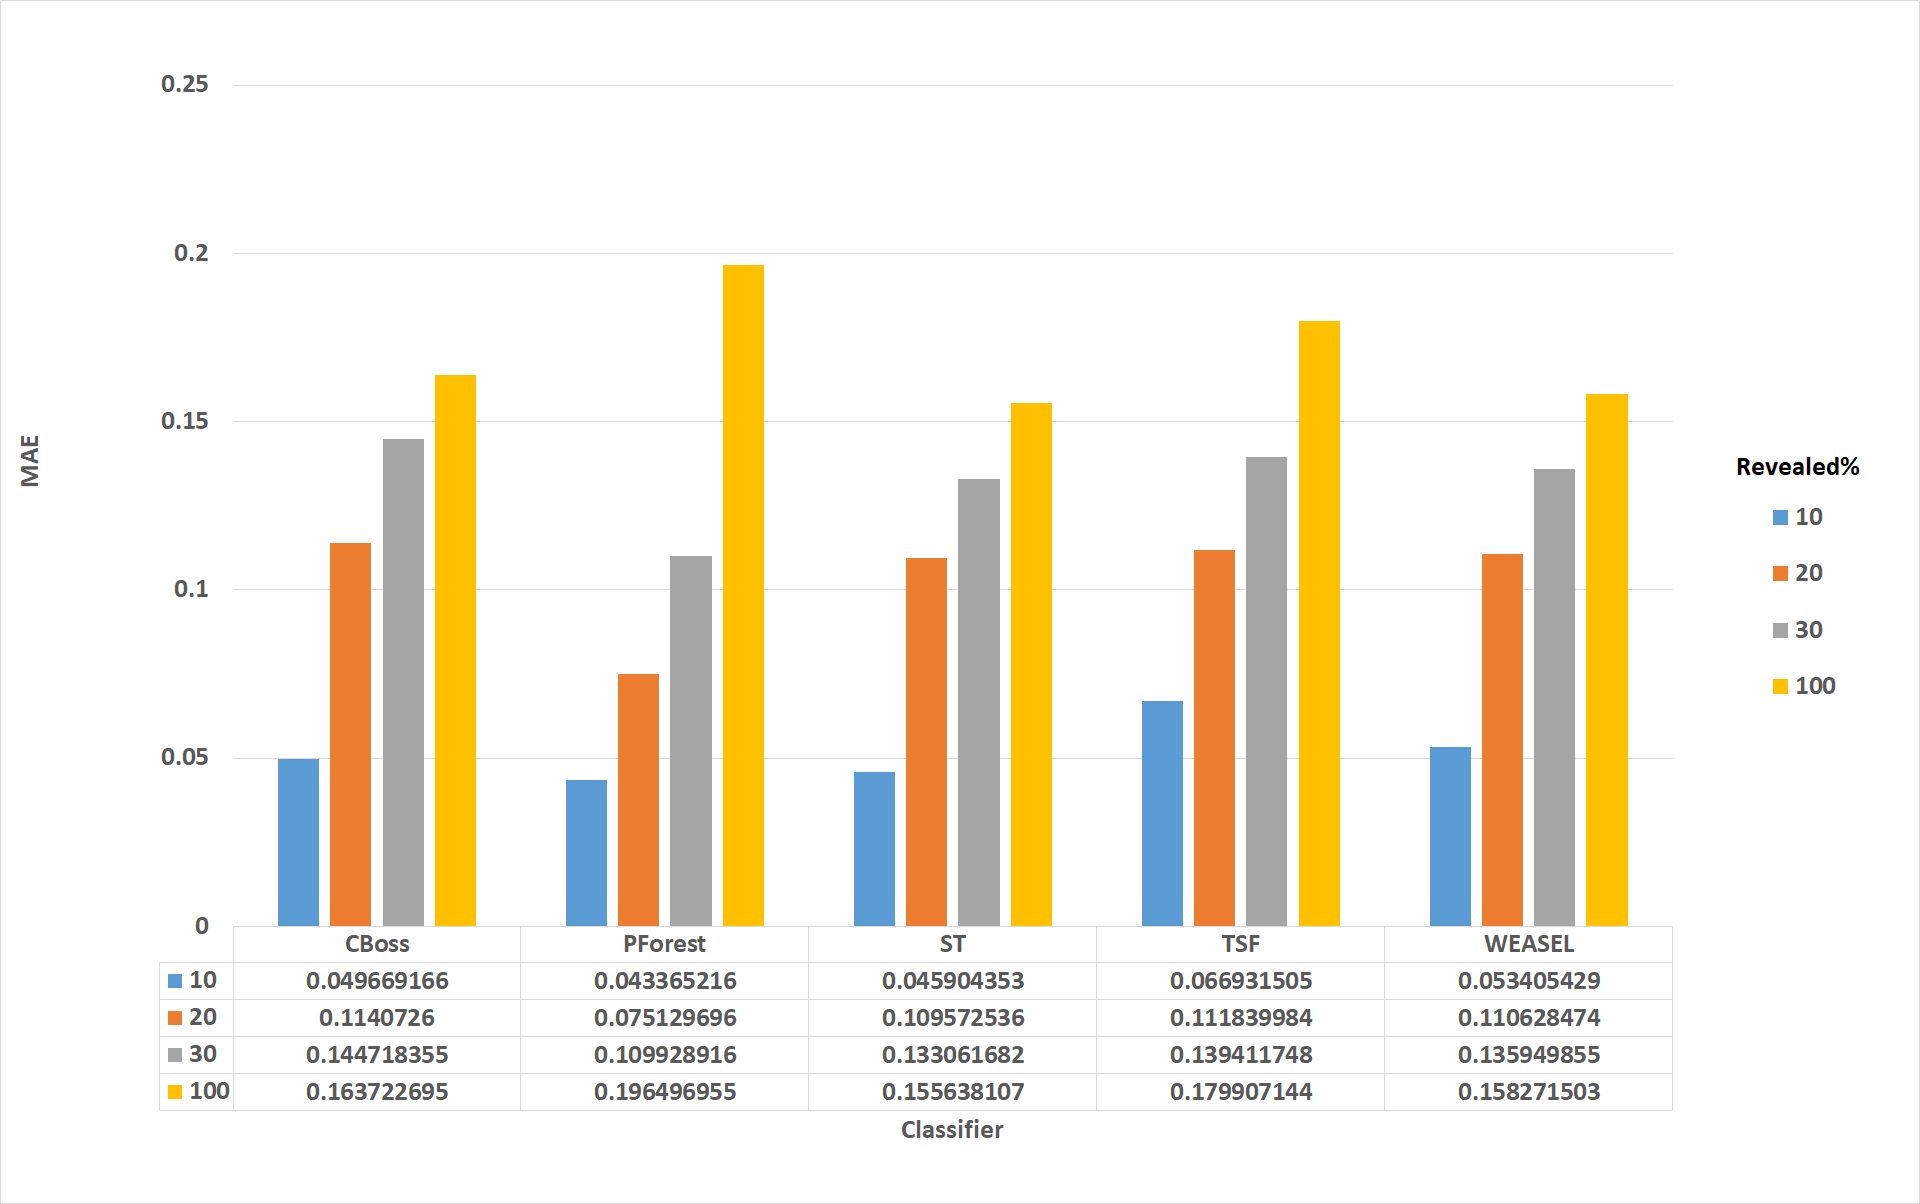 0.25
0.2
0.15
0.1
0.05
0
MAE
CBoss PForest ST TSF WEASEL
10 0.049669166 0.043365216 0.045904353 0.066931505 0.053405429
20 0.1140726 0.075129696 0.109572536 0.111839984 0.110628474
30 0.144718355 0.109928916 0.133061682 0.139411748 0.135949855
100 0.163722695 0.196496955 0.155638107 0.179907144 0.158271503
Classifier
Revealed%
10
20
30
100